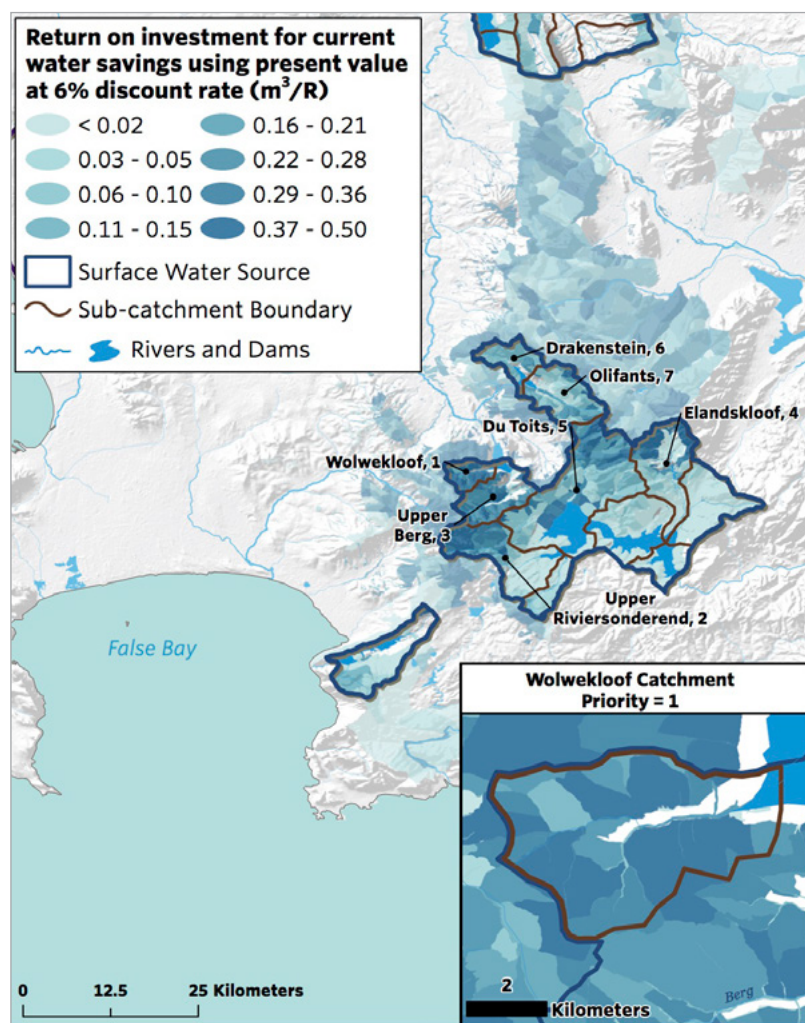 Return on investment for current
water savings using present value
at 6% discount rate (m³/R)
< 0.02
0.16 - 0.21
0.03 - 0.05
0.22 - 0.28
0.06 - 0.10
0.29 - 0.36
0.11 - 0.15
0.37 - 0.50
Surface Water Source
Sub-catchment Boundary
Rivers and Dams
Drakenstein, 6
Olifants, 7
Elandskloof, 4
Du Toits, 5
Wolwekloof, 1
Upper
Berg, 3
Upper
Riviersonderend, 2
False Bay
Wolwekloof Catchment
Priority = 1
Berg
2
Kilometers
0
12.5
25 Kilometers